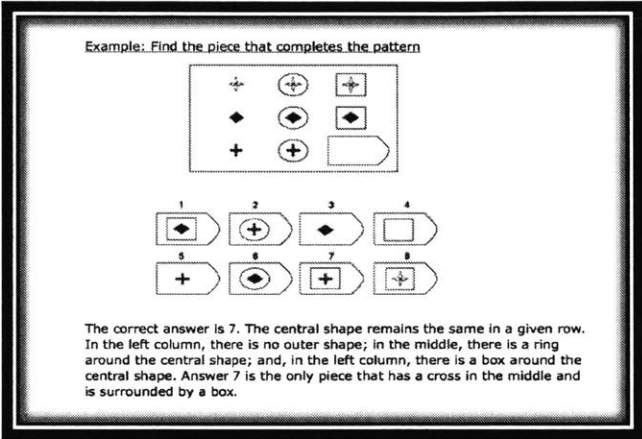 Example: Find the piece that completes the pattern
1 2 3 4
5 6 7 8
The correct answer is 7. The central shape remains the same in a given row.
In the left column, there is no outer shape; in the middle, there is a ring
around the central shape; and, in the left column, there is a box around the
central shape. Answer 7 is the only piece that has a cross in the middle and
is surrounded by a box.